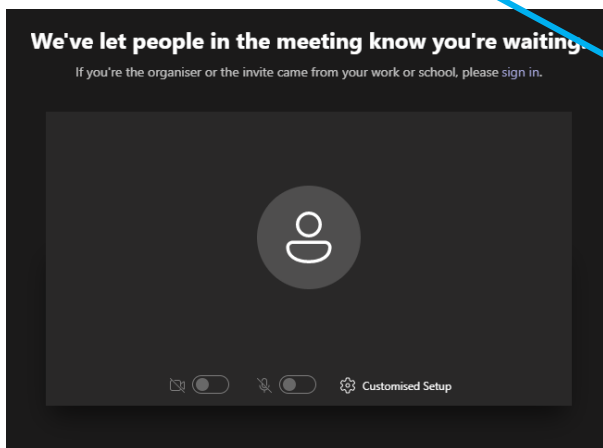 We've let people in the meeting know you're waiting.
If you're the organiser or the invite came from your work or school, please sign in.
Customised Setup